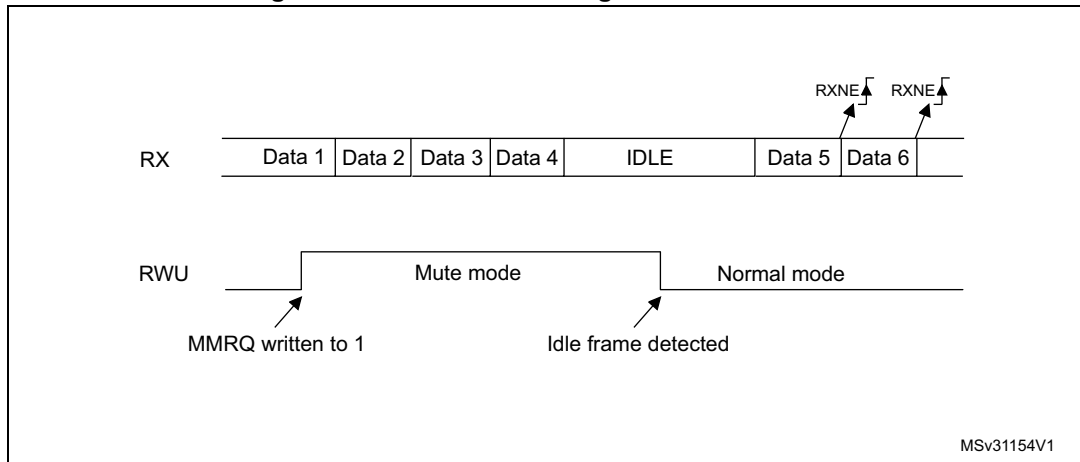 RXNE RXNE
RX Data 1 Data 2 Data 3 Data 4 IDLE Data 5 Data 6
RWU Mute mode Normal mode
MMRQ written to 1 Idle frame detected
MSv31154V1